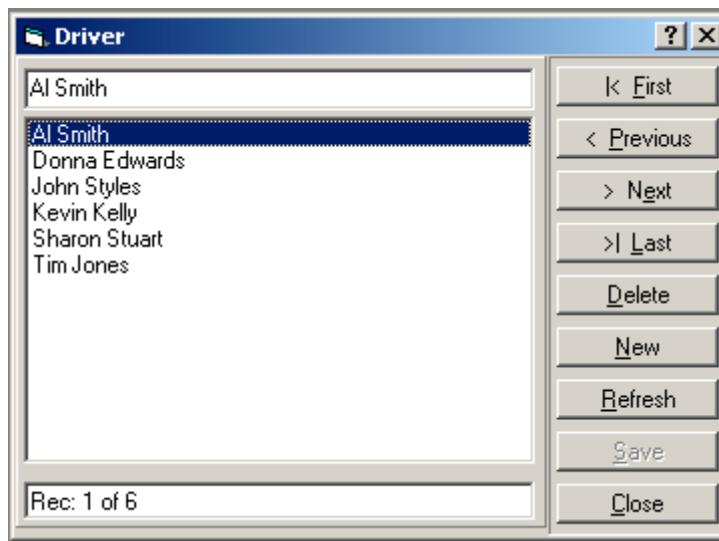 Driver
Al Smith
Al Smith
Donna Edwards
John Styles
Kevin Kelly
Sharon Stuart
Tim Jones
Rec: 1 of 6
|< First
< Previous
> Next
>| Last
Delete
New
Refresh
Save
Close